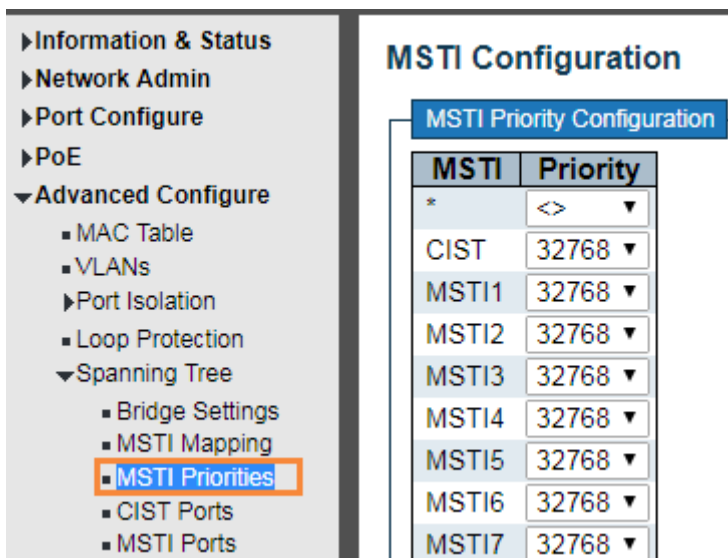 Information & Status
Network Admin
Port Configure
PoE
Advanced Configure
MAC Table
VLANs
Port Isolation
Loop Protection
Spanning Tree
Bridge Settings
MSTI Mapping
MSTI Priorities
CIST Ports
MSTI Ports
MSTI Configuration
MSTI Priority Configuration
MSTI Priority
* <>
CIST 32768
MSTI1 32768
MSTI2 32768
MSTI3 32768
MSTI4 32768
MSTI5 32768
MSTI6 32768
MSTI7 32768